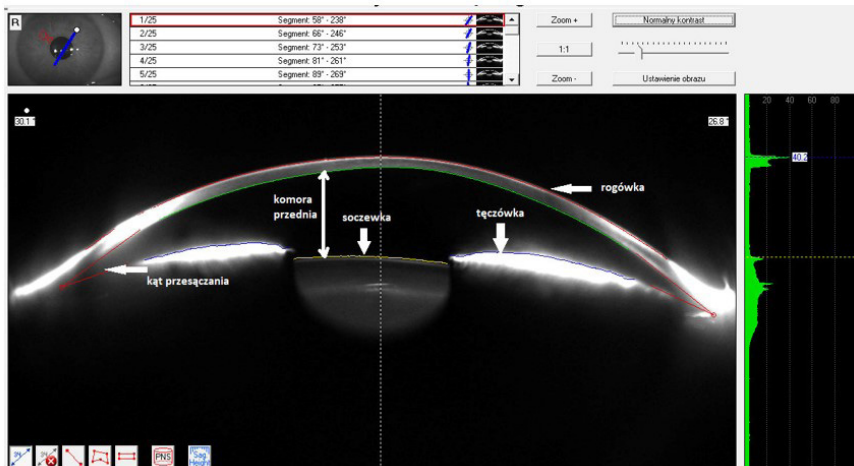 R
1/25 Segment: 58° - 238°
2/25 Segment: 66° - 246°
3/25 Segment: 73° - 253°
4/25 Segment: 81° - 261°
5/25 Segment: 89° - 269°
Zoom +
1:1
Zoom -
Normalny kontrast
Ustawienie obrazu
30.1°
26.8°
20 40 60 80
40.2
komora
przednia
soczewka
tęczówka
rogówka
kąt przesączania
PNS
Sag.
Height